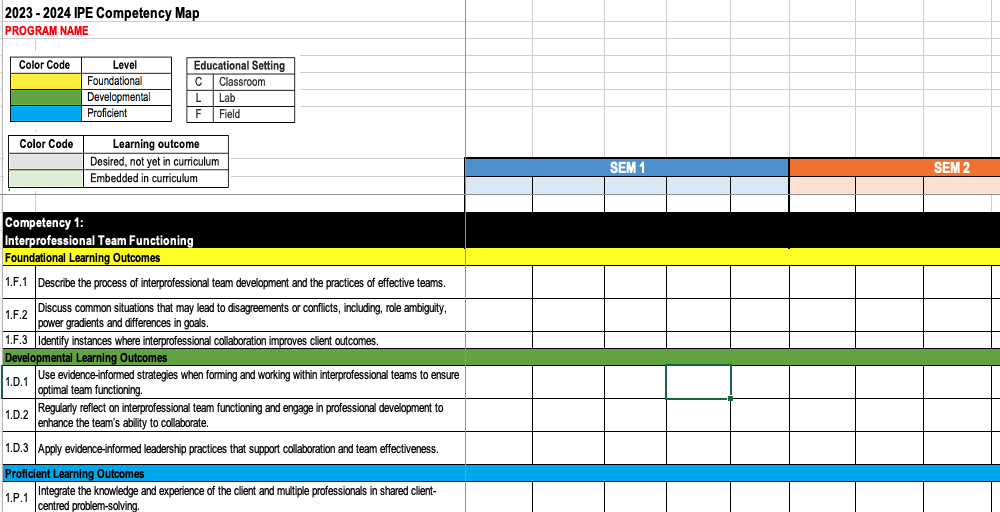 2023 - 2024 IPE Competency Map
PROGRAM NAME
Color Code Level
Foundational
Developmental
Proficient
Educational Setting
C Classroom
L Lab
F Field
Color Code Learning outcome
Desired, not yet in curriculum
Embedded in curriculum
SEM 1 SEM 2
Competency 1:
Interprofessional Team Functioning
Foundational Learning Outcomes
1.F.1 Describe the process of interprofessional team development and the practices of effective teams.
1.F.2 Discuss common situations that may lead to disagreements or conflicts, including, role ambiguity,
power gradients and differences in goals.
1.F.3 Identify instances where interprofessional collaboration improves client outcomes.
Developmental Learning Outcomes
1.D.1 Use evidence-informed strategies when forming and working within interprofessional teams to ensure
optimal team functioning.
1.D.2 Regularly reflect on interprofessional team functioning and engage in professional development to
enhance the team's ability to collaborate.
1.D.3 Apply evidence-informed leadership practices that support collaboration and team effectiveness.
Proficient Learning Outcomes
1.P.1 Integrate the knowledge and experience of the client and multiple professionals in shared client-
centred problem-solving.